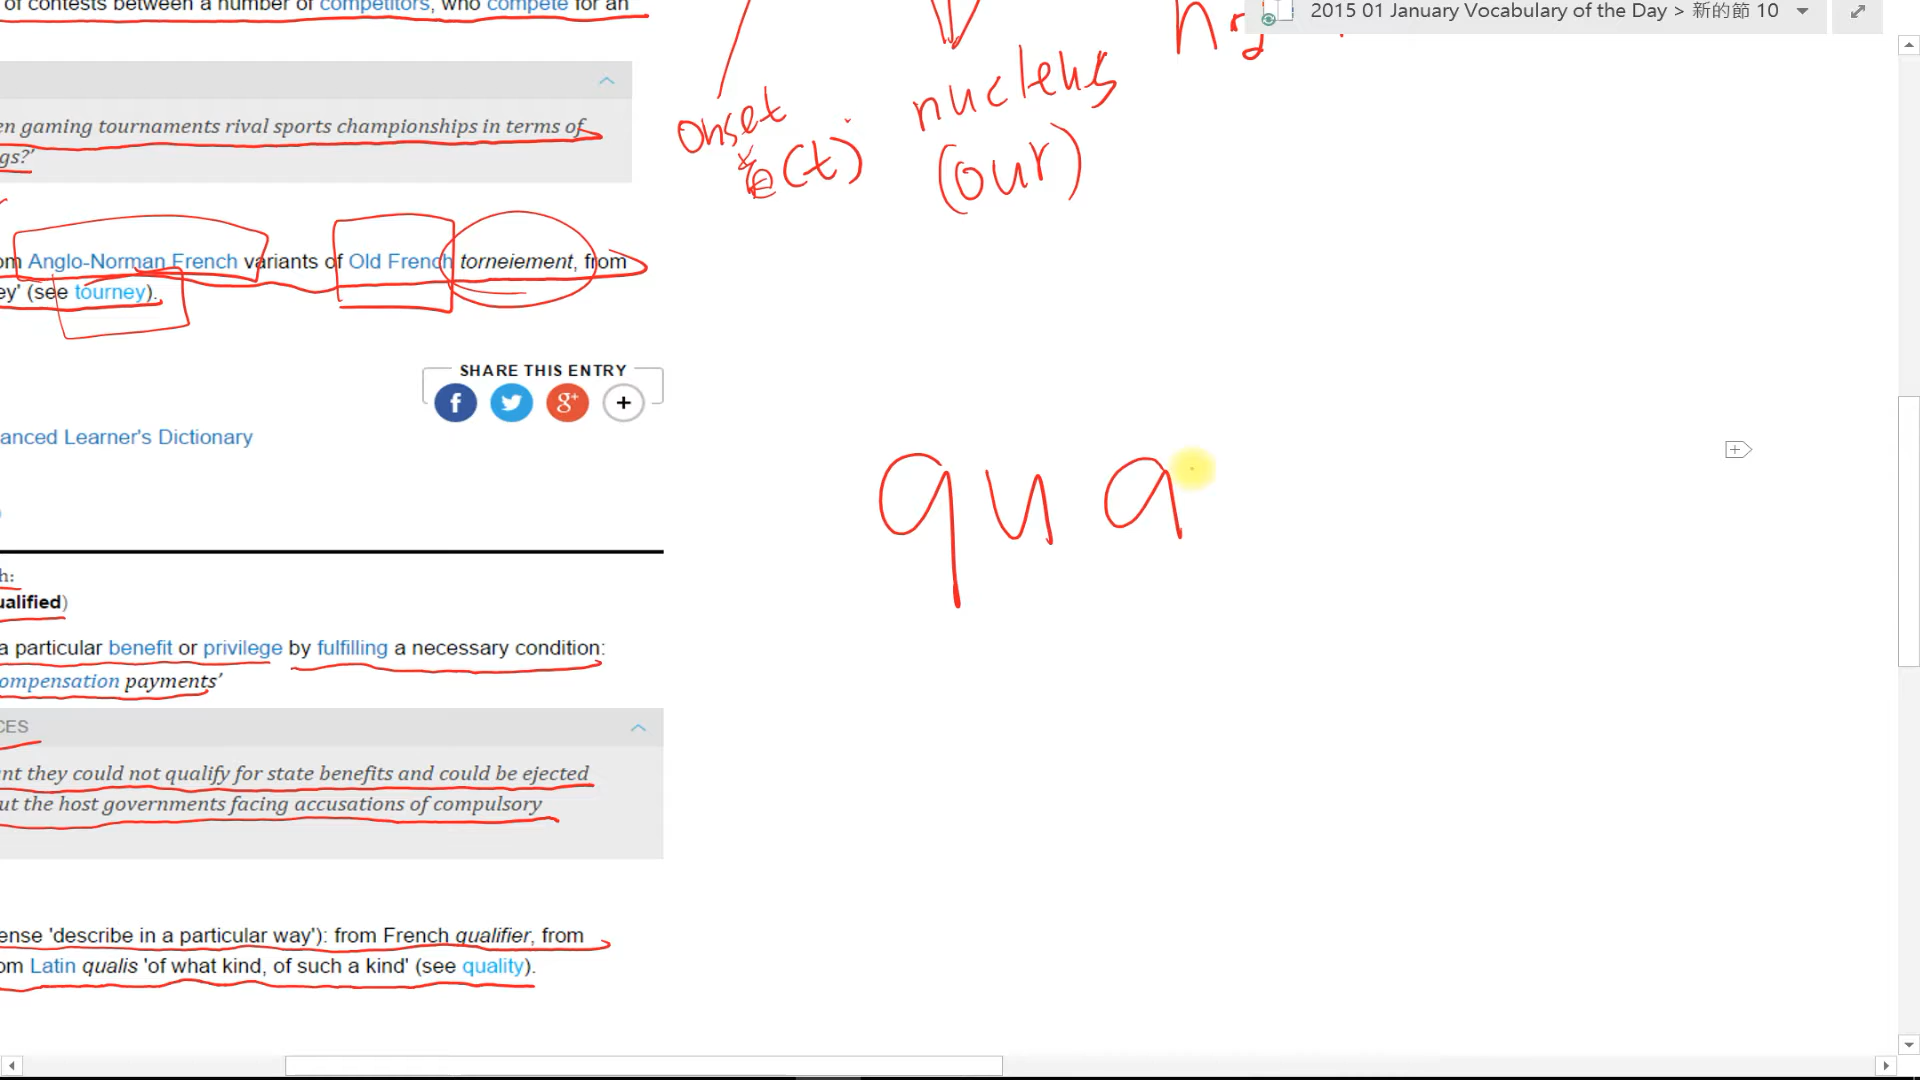 of contests between a number of competitors, who compete for an
2015 01 January Vocabulary of the Day > 新的節 10
en gaming tournaments rival sports championships in terms of
gs?'
onset
音(t)
nucleus
(our)
om Anglo-Norman French variants of Old French torneiement, from
ey' (see tourney).
SHARE THIS ENTRY
anced Learner's Dictionary
qua
h:
ualified)
a particular benefit or privilege by fulfilling a necessary condition:
ompensation payments'
CES
nt they could not qualify for state benefits and could be ejected
ut the host governments facing accusations of compulsory
ense 'describe in a particular way'): from French qualifier, from
om Latin qualis 'of what kind, of such a kind' (see quality).